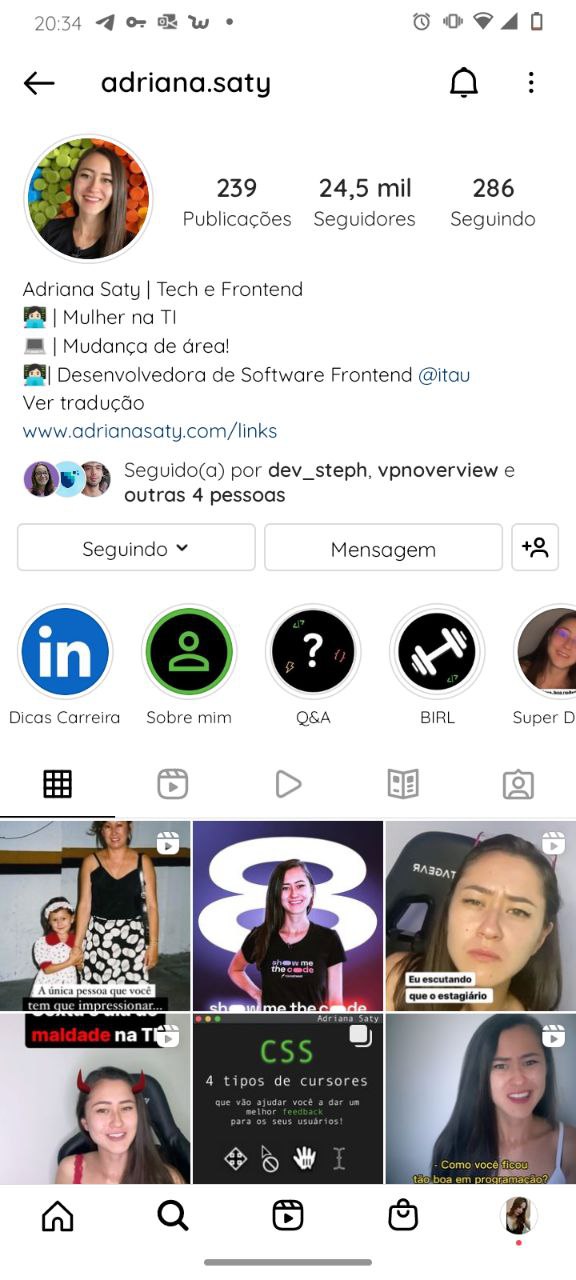 20:34
adriana.saty
239
Publicações
24,5 mil
Seguidores
286
Seguindo
Adriana Saty | Tech e Frontend
👩🏻‍💻 | Mulher na TI
💻 | Mudança de área!
👩🏻‍💻| Desenvolvedora de Software Frontend @itau
Ver tradução
www.adrianasaty.com/links
Seguido(a) por dev_steph, vpnoverview e
outras 4 pessoas
Seguindo
Mensagem
in
Dicas Carreira
Sobre mim
</>
?
{}
Q&A
</>
BIRL
Super D
A única pessoa que você
tem que impressionar...
8
show me
the code
show me the code
TAGEAR
Eu escutando
que o estagiário
maldade na TI
Adriana Saty
CSS
4 tipos de cursores
que vão ajudar você a dar um
melhor feedback
para os seus usuários!
- Como você ficou
tão boa em programação?